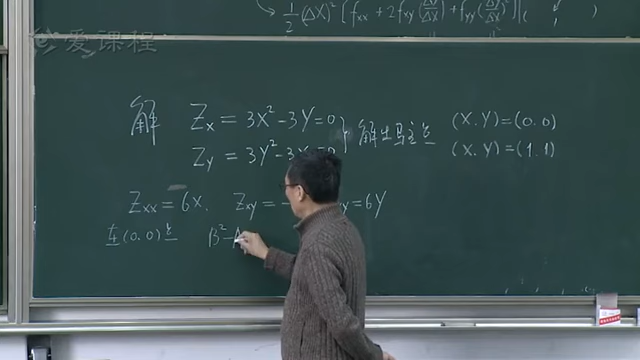 ½(ΔX)²[fxx + 2fxy(ΔY/ΔX) + fyy(ΔY/ΔX)²](
爱课程
解 Zx = 3X² - 3Y = 0 解出驻点 (X.Y) = (0.0)
Zy = 3Y² - 3X = 0 (X.Y) = (1.1)
Zxx = 6X. Zxy = - y = 6Y
在(0.0)点 B² - A